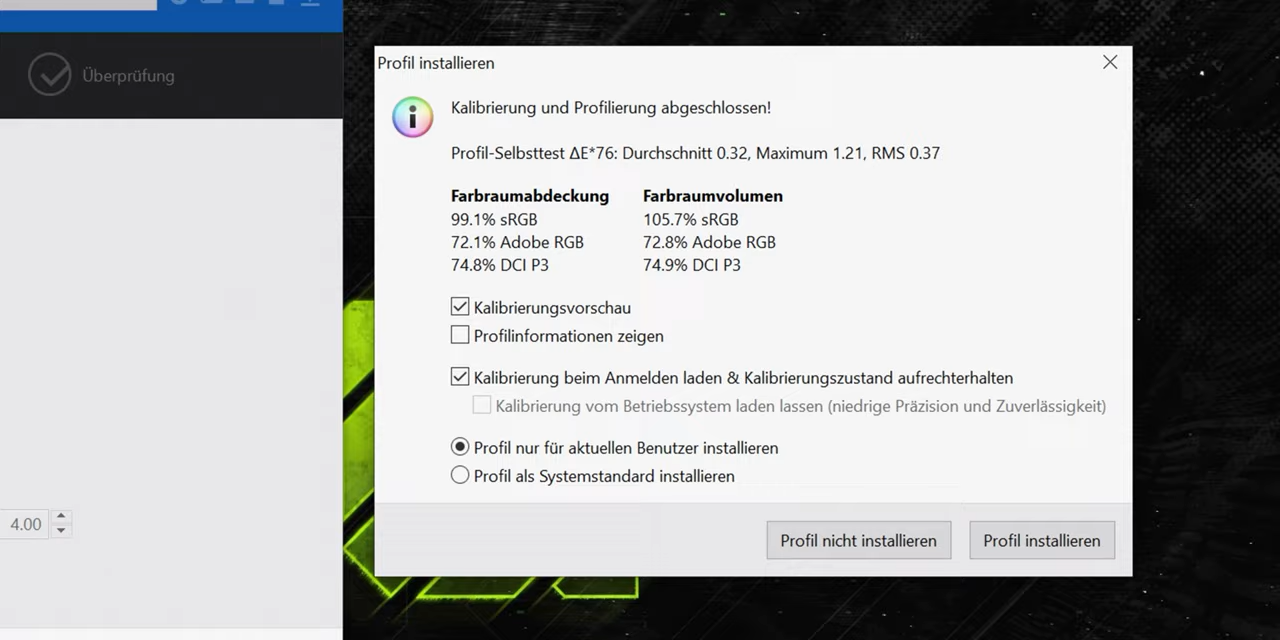 Überprüfung
Profil installieren
Kalibrierung und Profilierung abgeschlossen!
Profil-Selbsttest ΔE*76: Durchschnitt 0.32, Maximum 1.21, RMS 0.37
Farbraumabdeckung Farbraumvolumen
99.1% sRGB 105.7% sRGB
72.1% Adobe RGB 72.8% Adobe RGB
74.8% DCI P3 74.9% DCI P3
Kalibrierungsvorschau
Profilinformationen zeigen
Kalibrierung beim Anmelden laden & Kalibrierungszustand aufrechterhalten
Kalibrierung vom Betriebssystem laden lassen (niedrige Präzision und Zuverlässigkeit)
Profil nur für aktuellen Benutzer installieren
Profil als Systemstandard installieren
4.00
Profil nicht installieren Profil installieren